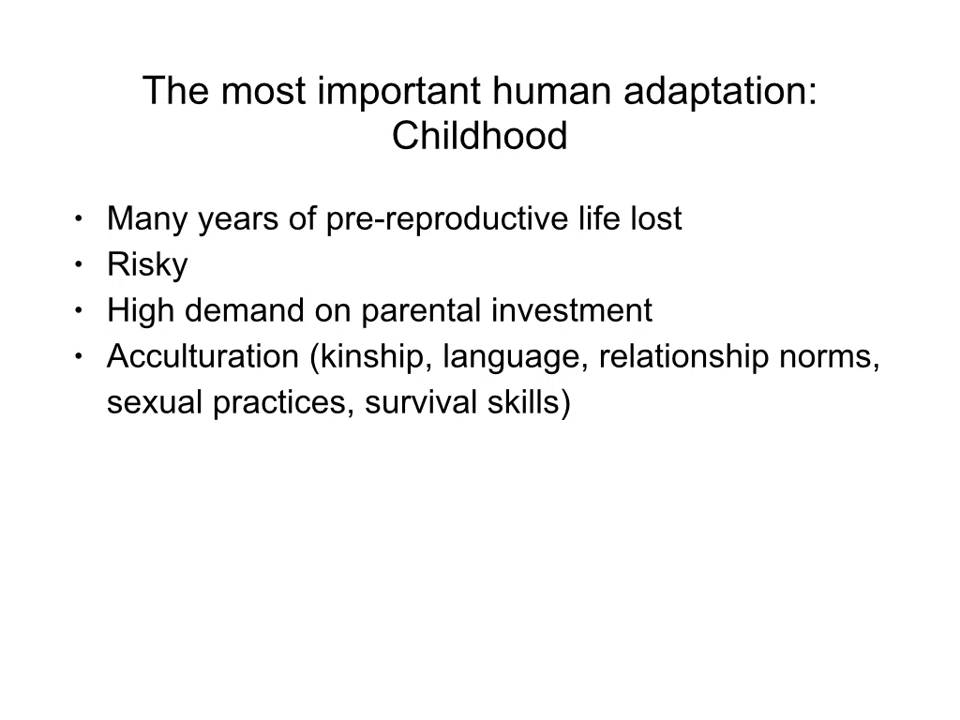 The most important human adaptation:
Childhood
• Many years of pre-reproductive life lost
• Risky
• High demand on parental investment
• Acculturation (kinship, language, relationship norms,
sexual practices, survival skills)